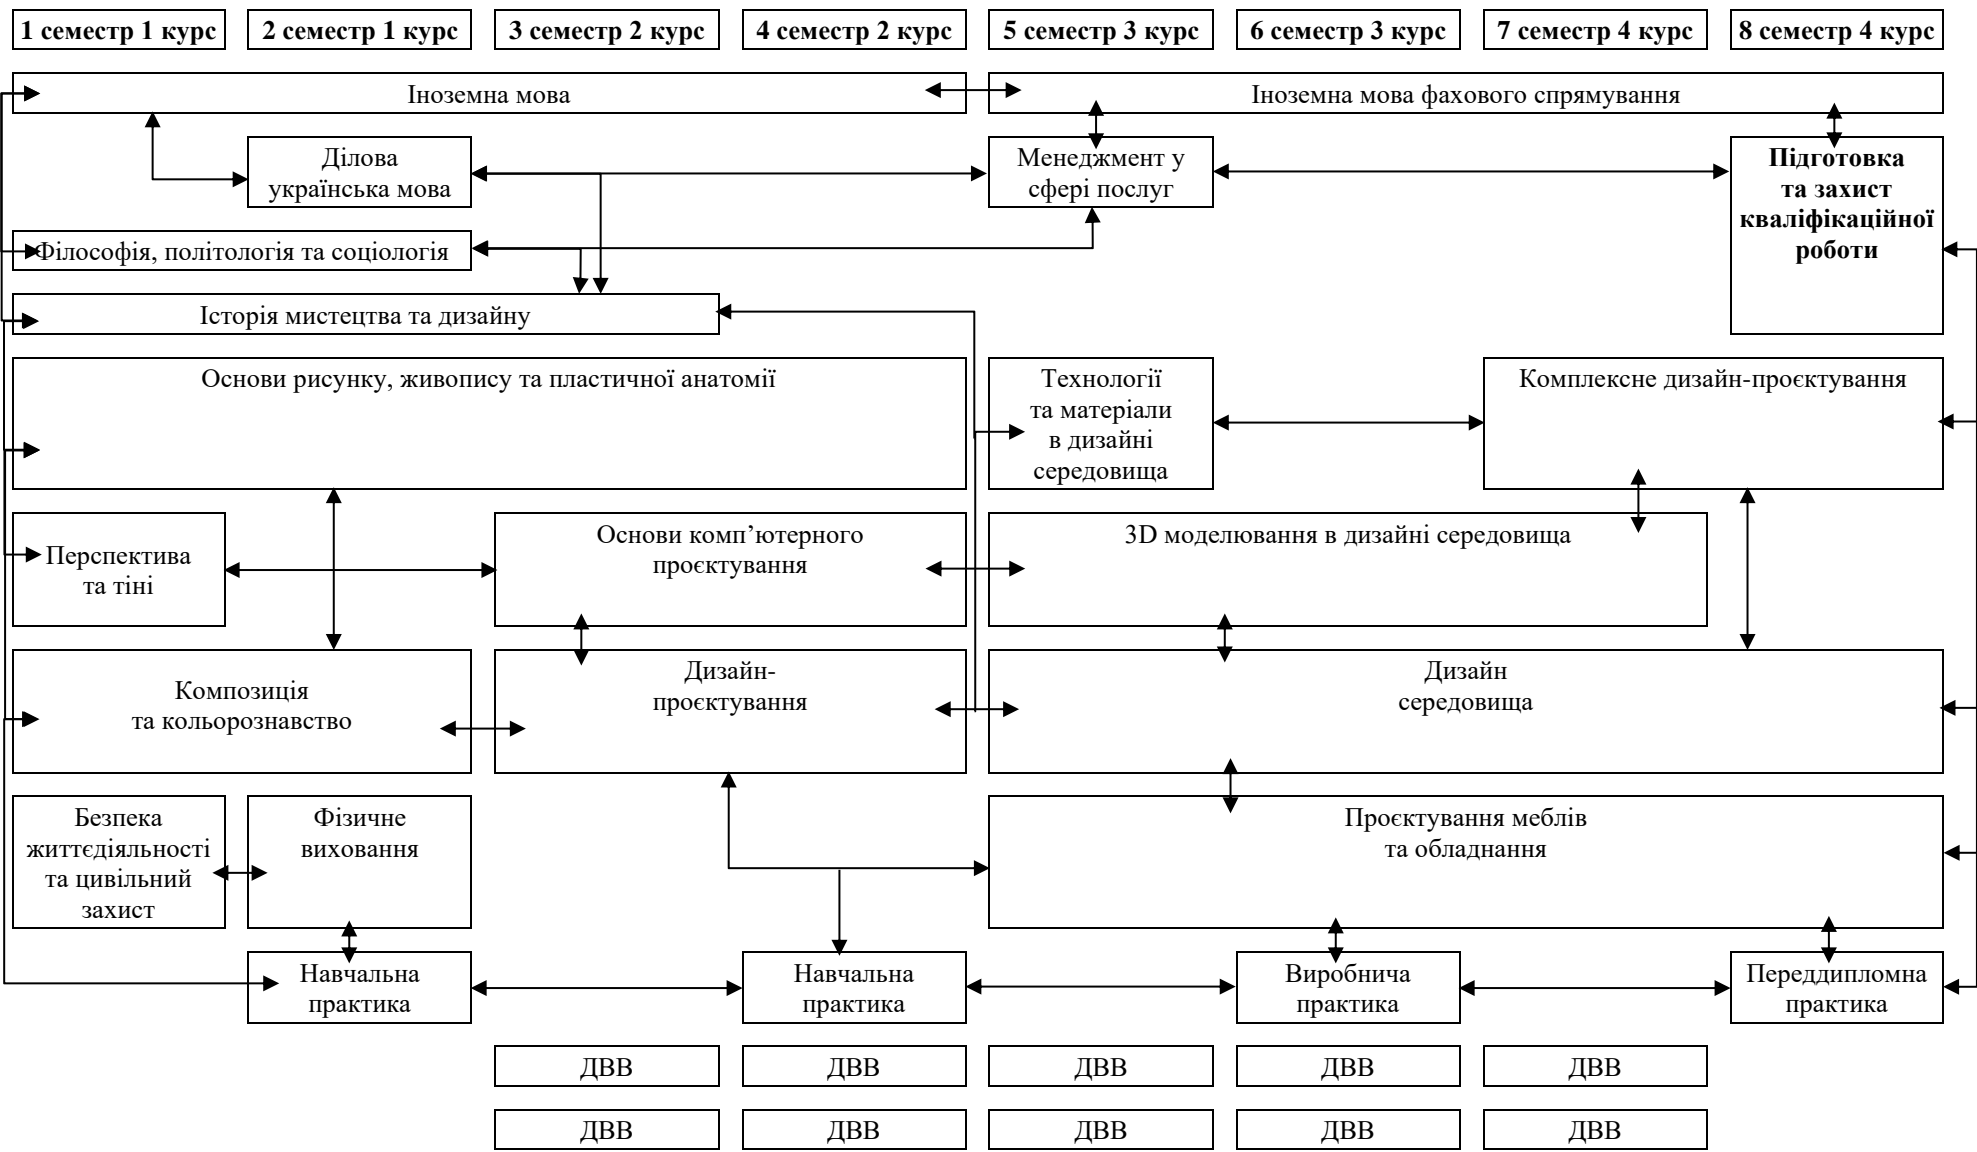 1 семестр 1 курс
2 семестр 1 курс
3 семестр 2 курс
4 семестр 2 курс
5 семестр 3 курс
6 семестр 3 курс
7 семестр 4 курс
8 семестр 4 курс
Іноземна мова
Іноземна мова фахового спрямування
Ділова
українська мова
Менеджмент у
сфері послуг
Підготовка
та захист
кваліфікаційної
роботи
Філософія, політологія та соціологія
Історія мистецтва та дизайну
Основи рисунку, живопису та пластичної анатомії
Технології
та матеріали
в дизайні
середовища
Комплексне дизайн-проєктування
Перспектива
та тіні
Основи комп’ютерного
проєктування
3D моделювання в дизайні середовища
Композиція
та кольорознавство
Дизайн-
проєктування
Дизайн
середовища
Безпека
життєдіяльності
та цивільний
захист
Фізичне
виховання
Проєктування меблів
та обладнання
Навчальна
практика
Навчальна
практика
Виробнича
практика
Переддипломна
практика
ДВВ
ДВВ
ДВВ
ДВВ
ДВВ
ДВВ
ДВВ
ДВВ
ДВВ
ДВВ